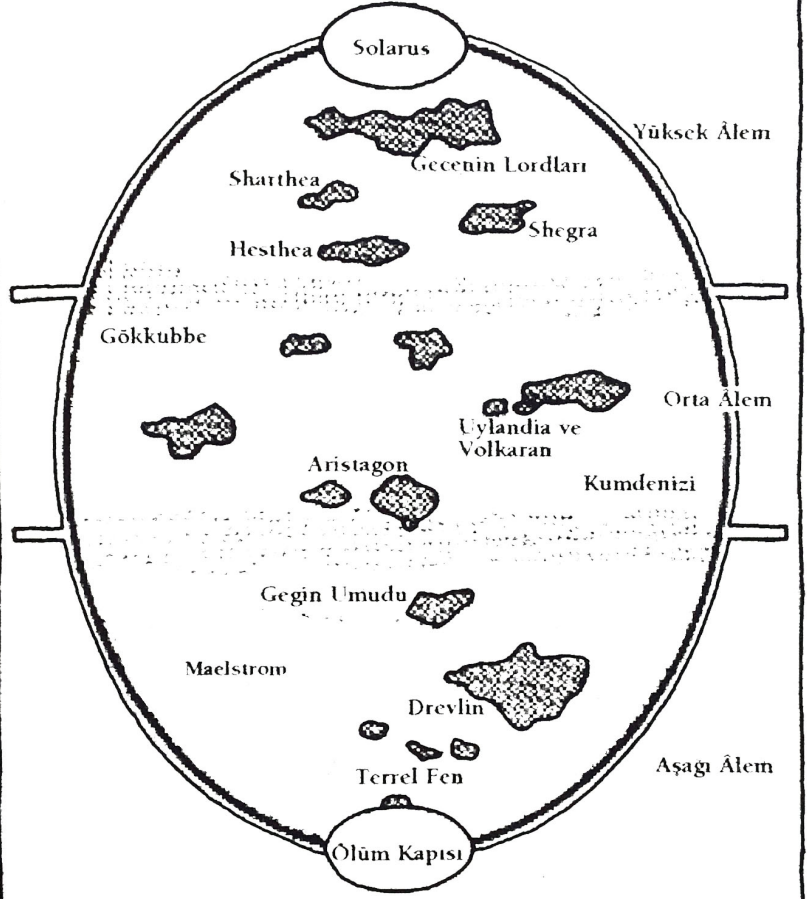 Solarus
Yüksek Âlem
Gecenin Lordları
Sharthea
Shegra
Hesthea
Gökkubbe
Orta Âlem
Uylandia ve
Volkaran
Aristagon
Kumdenizi
Gegin Umudu
Maelstrom
Drevlin
Aşağı Âlem
Terrel Fen
Ölüm Kapısı